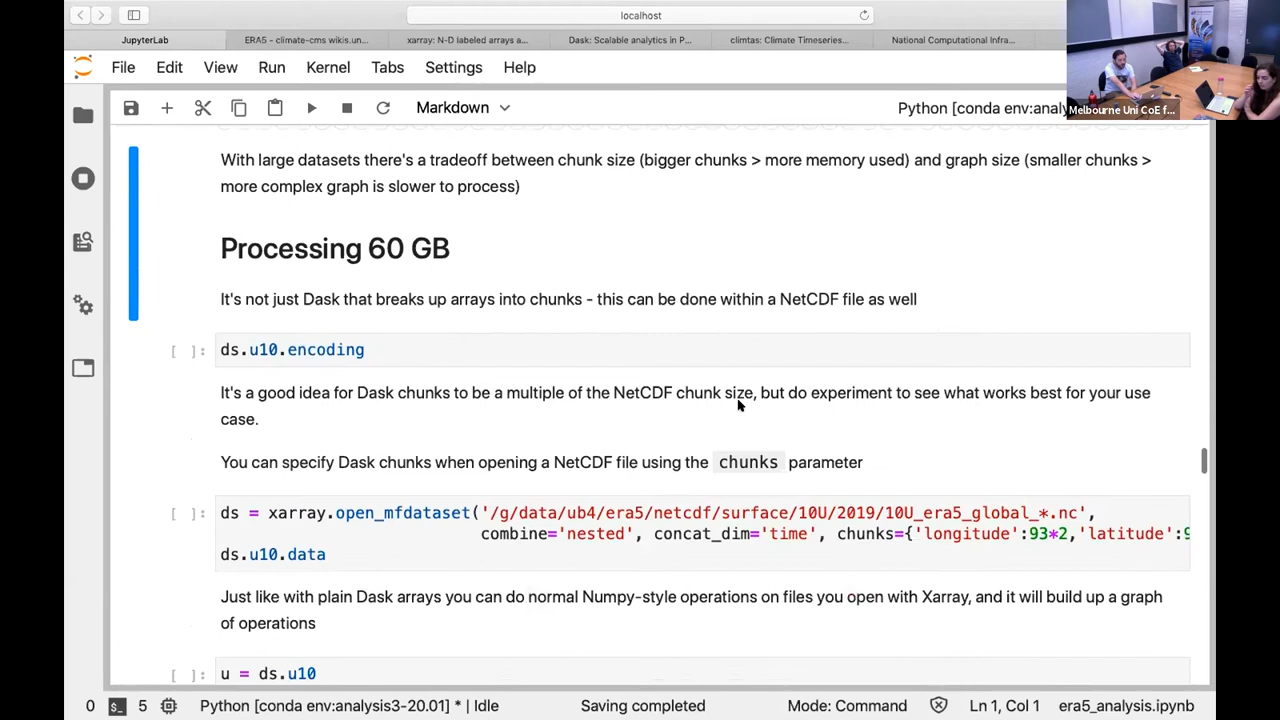 localhost
JupyterLab
ERA5 - climate-cms wikis.un...
xarray: N-D labeled arrays a...
Dask: Scalable analytics in P...
climtas: Climate Timeseries...
National Computational Infra...
File Edit View Run Kernel Tabs Settings Help
Markdown
Python [conda env:analy
Melbourne Uni CoE f...
With large datasets there's a tradeoff between chunk size (bigger chunks > more memory used) and graph size (smaller chunks >
more complex graph is slower to process)
Processing 60 GB
It's not just Dask that breaks up arrays into chunks - this can be done within a NetCDF file as well
[ ]: ds.u10.encoding
It's a good idea for Dask chunks to be a multiple of the NetCDF chunk size, but do experiment to see what works best for your use
case.
You can specify Dask chunks when opening a NetCDF file using the chunks parameter
[ ]: ds = xarray.open_mfdataset('/g/data/ub4/era5/netcdf/surface/10U/2019/10U_era5_global_*.nc',
combine='nested', concat_dim='time', chunks={'longitude':93*2,'latitude':9
ds.u10.data
Just like with plain Dask arrays you can do normal Numpy-style operations on files you open with Xarray, and it will build up a graph
of operations
[ ]: u = ds.u10
0 $_ 5 Python [conda env:analysis3-20.01] * | Idle Saving completed Mode: Command Ln 1, Col 1 era5_analysis.ipynb